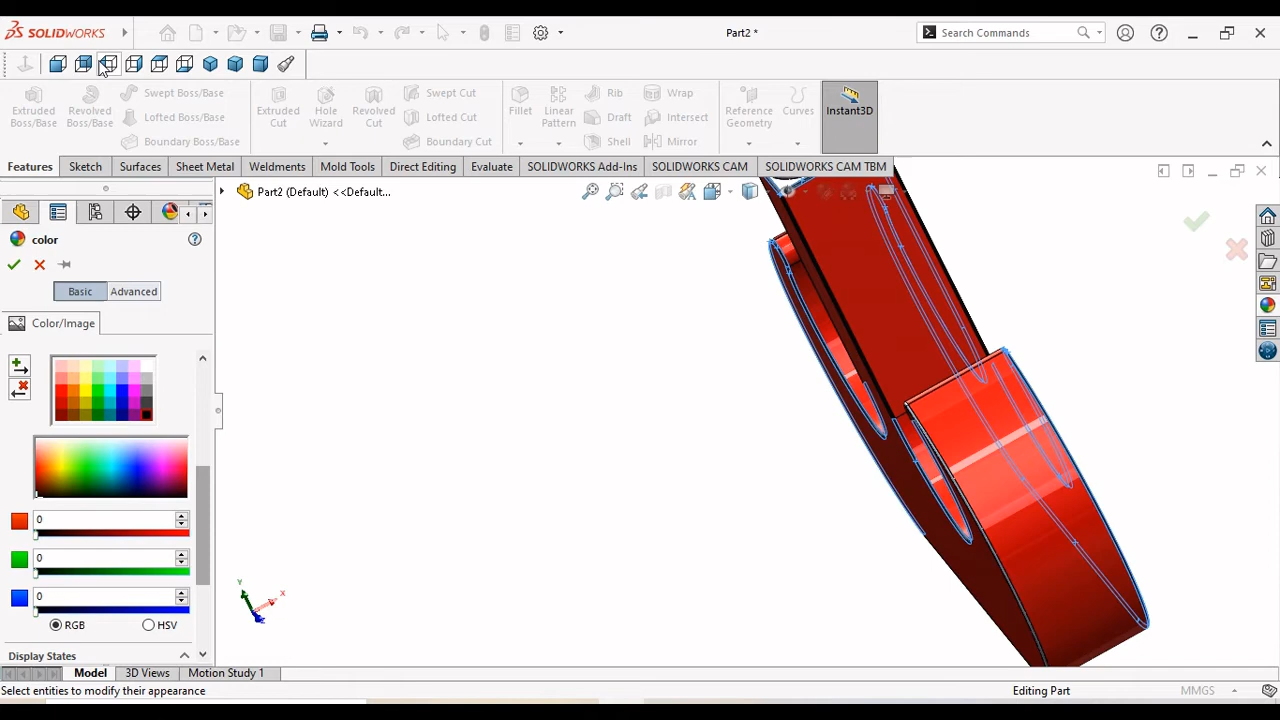 SOLIDWORKS
Part2 *
Search Commands
Extruded Boss/Base
Revolved Boss/Base
Swept Boss/Base
Lofted Boss/Base
Boundary Boss/Base
Extruded Cut
Hole Wizard
Revolved Cut
Swept Cut
Lofted Cut
Boundary Cut
Fillet
Linear Pattern
Rib
Draft
Shell
Wrap
Intersect
Mirror
Reference Geometry
Curves
Instant3D
Features Sketch Surfaces Sheet Metal Weldments Mold Tools Direct Editing Evaluate SOLIDWORKS Add-Ins SOLIDWORKS CAM SOLIDWORKS CAM TBM
Part2 (Default) <<Default...
color
Basic Advanced
Color/Image
0
0
0
RGB HSV
Display States
Y
X
Model 3D Views Motion Study 1
Select entities to modify their appearance
Editing Part
MMGS